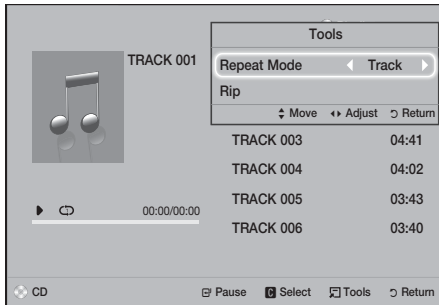 Tools
TRACK 001
Repeat Mode Track
Rip
Move Adjust Return
TRACK 003 04:41
TRACK 004 04:02
TRACK 005 03:43
00:00/00:00
TRACK 006 03:40
CD Pause C Select Tools Return